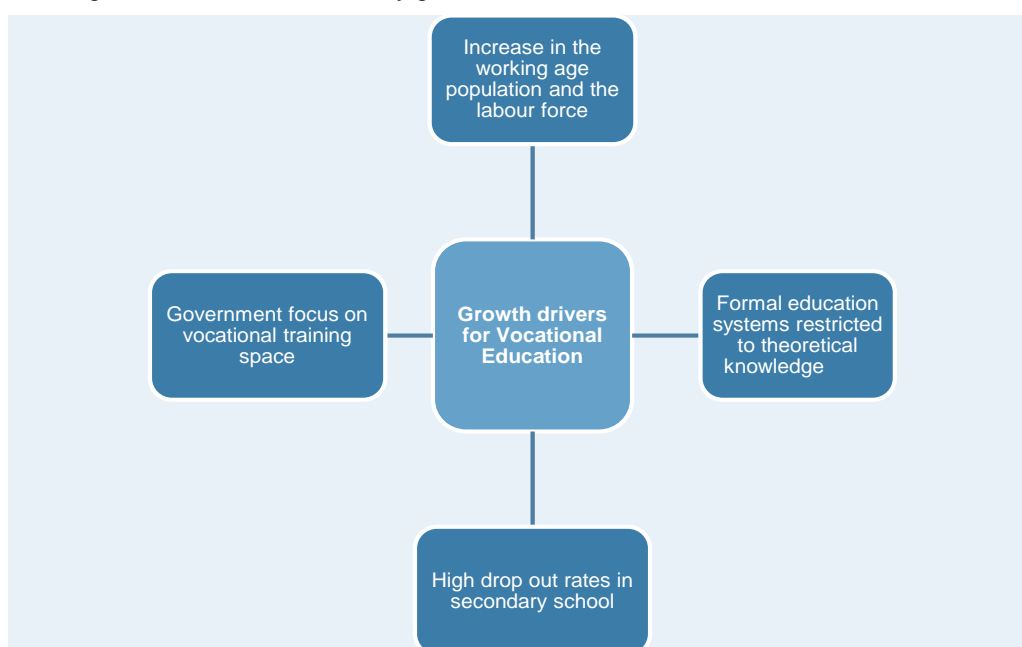 Increase in the
working age
population and the
labour force
Government focus on
vocational training
space
Growth drivers
for Vocational
Education
Formal education
systems restricted
to theoretical
knowledge
High drop out rates in
secondary school